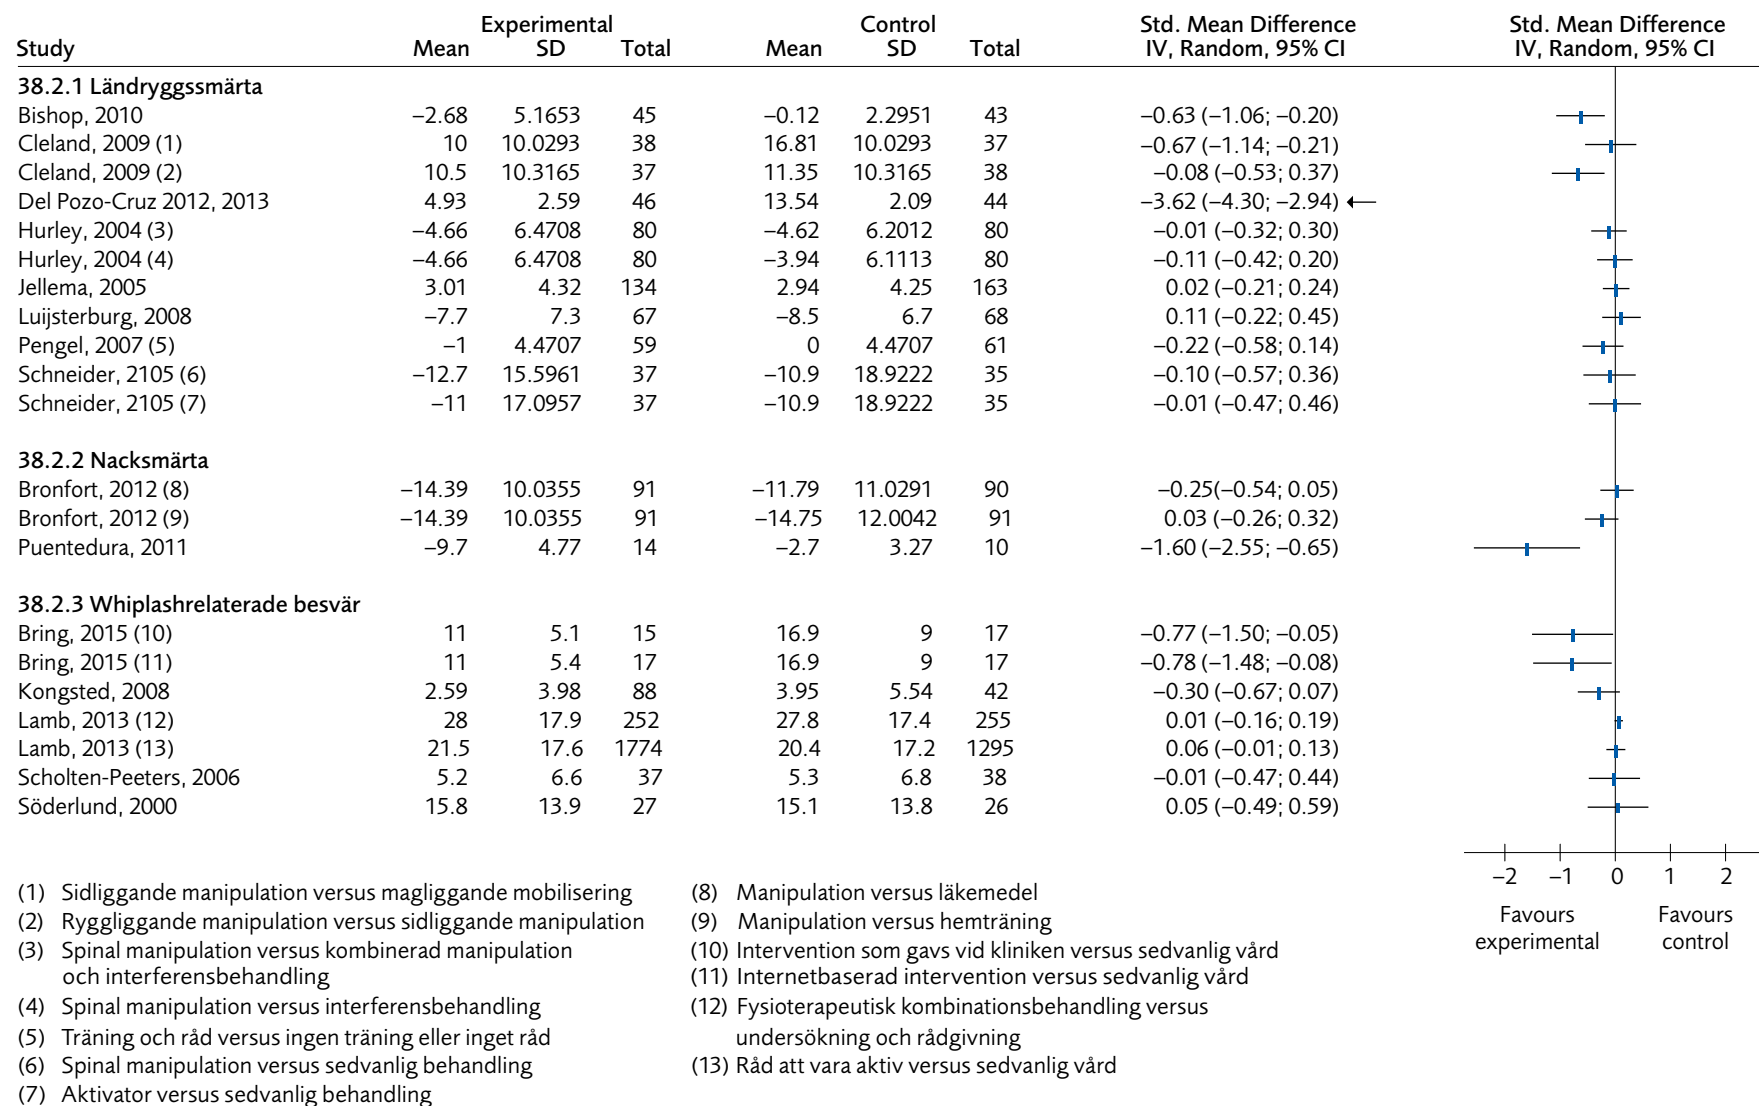 Experimental Control Std. Mean Difference Std. Mean Difference
Study Mean SD Total Mean SD Total IV, Random, 95% CI IV, Random, 95% CI
38.2.1 Ländryggssmärta
Bishop, 2010 −2.68 5.1653 45 −0.12 2.2951 43 −0.63 (−1.06; −0.20)
Cleland, 2009 (1) 10 10.0293 38 16.81 10.0293 37 −0.67 (−1.14; −0.21)
Cleland, 2009 (2) 10.5 10.3165 37 11.35 10.3165 38 −0.08 (−0.53; 0.37)
Del Pozo-Cruz 2012, 2013 4.93 2.59 46 13.54 2.09 44 −3.62 (−4.30; −2.94)
Hurley, 2004 (3) −4.66 6.4708 80 −4.62 6.2012 80 −0.01 (−0.32; 0.30)
Hurley, 2004 (4) −4.66 6.4708 80 −3.94 6.1113 80 −0.11 (−0.42; 0.20)
Jellema, 2005 3.01 4.32 134 2.94 4.25 163 0.02 (−0.21; 0.24)
Luijsterburg, 2008 −7.7 7.3 67 −8.5 6.7 68 0.11 (−0.22; 0.45)
Pengel, 2007 (5) −1 4.4707 59 0 4.4707 61 −0.22 (−0.58; 0.14)
Schneider, 2105 (6) −12.7 15.5961 37 −10.9 18.9222 35 −0.10 (−0.57; 0.36)
Schneider, 2105 (7) −11 17.0957 37 −10.9 18.9222 35 −0.01 (−0.47; 0.46)
38.2.2 Nacksmärta
Bronfort, 2012 (8) −14.39 10.0355 91 −11.79 11.0291 90 −0.25(−0.54; 0.05)
Bronfort, 2012 (9) −14.39 10.0355 91 −14.75 12.0042 91 0.03 (−0.26; 0.32)
Puentedura, 2011 −9.7 4.77 14 −2.7 3.27 10 −1.60 (−2.55; −0.65)
38.2.3 Whiplashrelaterade besvär
Bring, 2015 (10) 11 5.1 15 16.9 9 17 −0.77 (−1.50; −0.05)
Bring, 2015 (11) 11 5.4 17 16.9 9 17 −0.78 (−1.48; −0.08)
Kongsted, 2008 2.59 3.98 88 3.95 5.54 42 −0.30 (−0.67; 0.07)
Lamb, 2013 (12) 28 17.9 252 27.8 17.4 255 0.01 (−0.16; 0.19)
Lamb, 2013 (13) 21.5 17.6 1774 20.4 17.2 1295 0.06 (−0.01; 0.13)
Scholten-Peeters, 2006 5.2 6.6 37 5.3 6.8 38 −0.01 (−0.47; 0.44)
Söderlund, 2000 15.8 13.9 27 15.1 13.8 26 0.05 (−0.49; 0.59)
−2 −1 0 1 2
Favours experimental
Favours control
(1) Sidliggande manipulation versus magliggande mobilisering
(2) Ryggliggande manipulation versus sidliggande manipulation
(3) Spinal manipulation versus kombinerad manipulation
och interferensbehandling
(4) Spinal manipulation versus interferensbehandling
(5) Träning och råd versus ingen träning eller inget råd
(6) Spinal manipulation versus sedvanlig behandling
(7) Aktivator versus sedvanlig behandling
(8) Manipulation versus läkemedel
(9) Manipulation versus hemträning
(10) Intervention som gavs vid kliniken versus sedvanlig vård
(11) Internetbaserad intervention versus sedvanlig vård
(12) Fysioterapeutisk kombinationsbehandling versus
undersökning och rådgivning
(13) Råd att vara aktiv versus sedvanlig vård